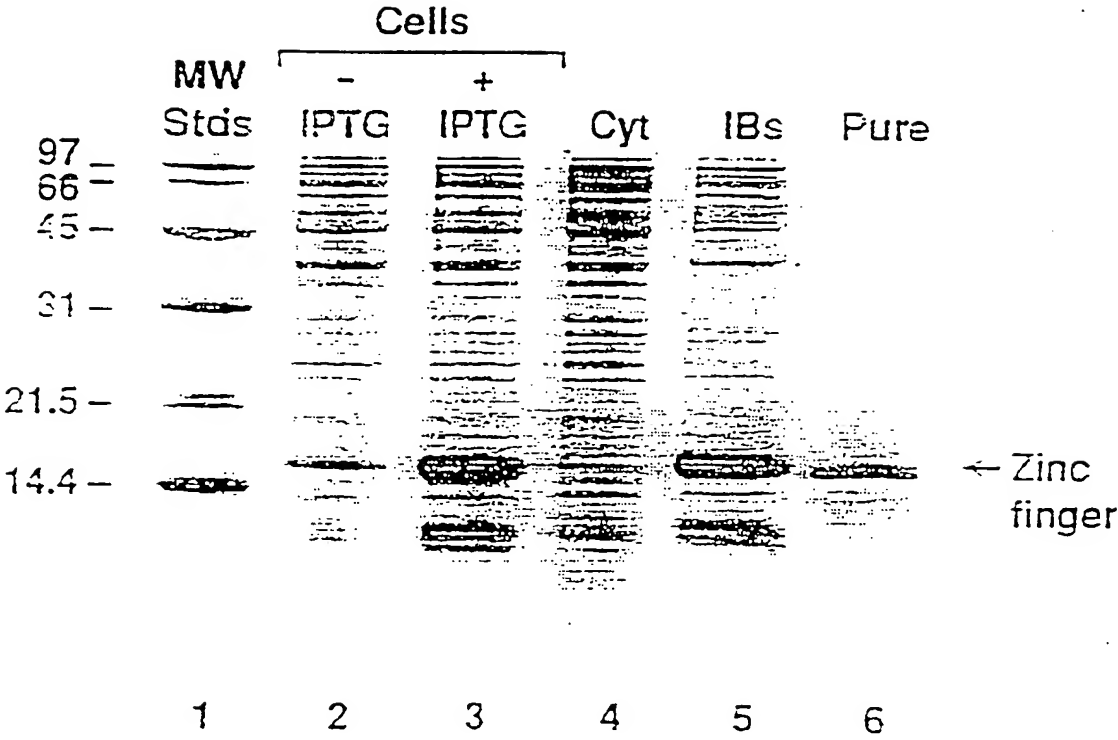 Cells
MW - +
Stds IPTG IPTG Cyt IBs Pure
97 –
66 –
45 –
31 –
21.5 –
14.4 –
← Zinc
finger
1 2 3 4 5 6